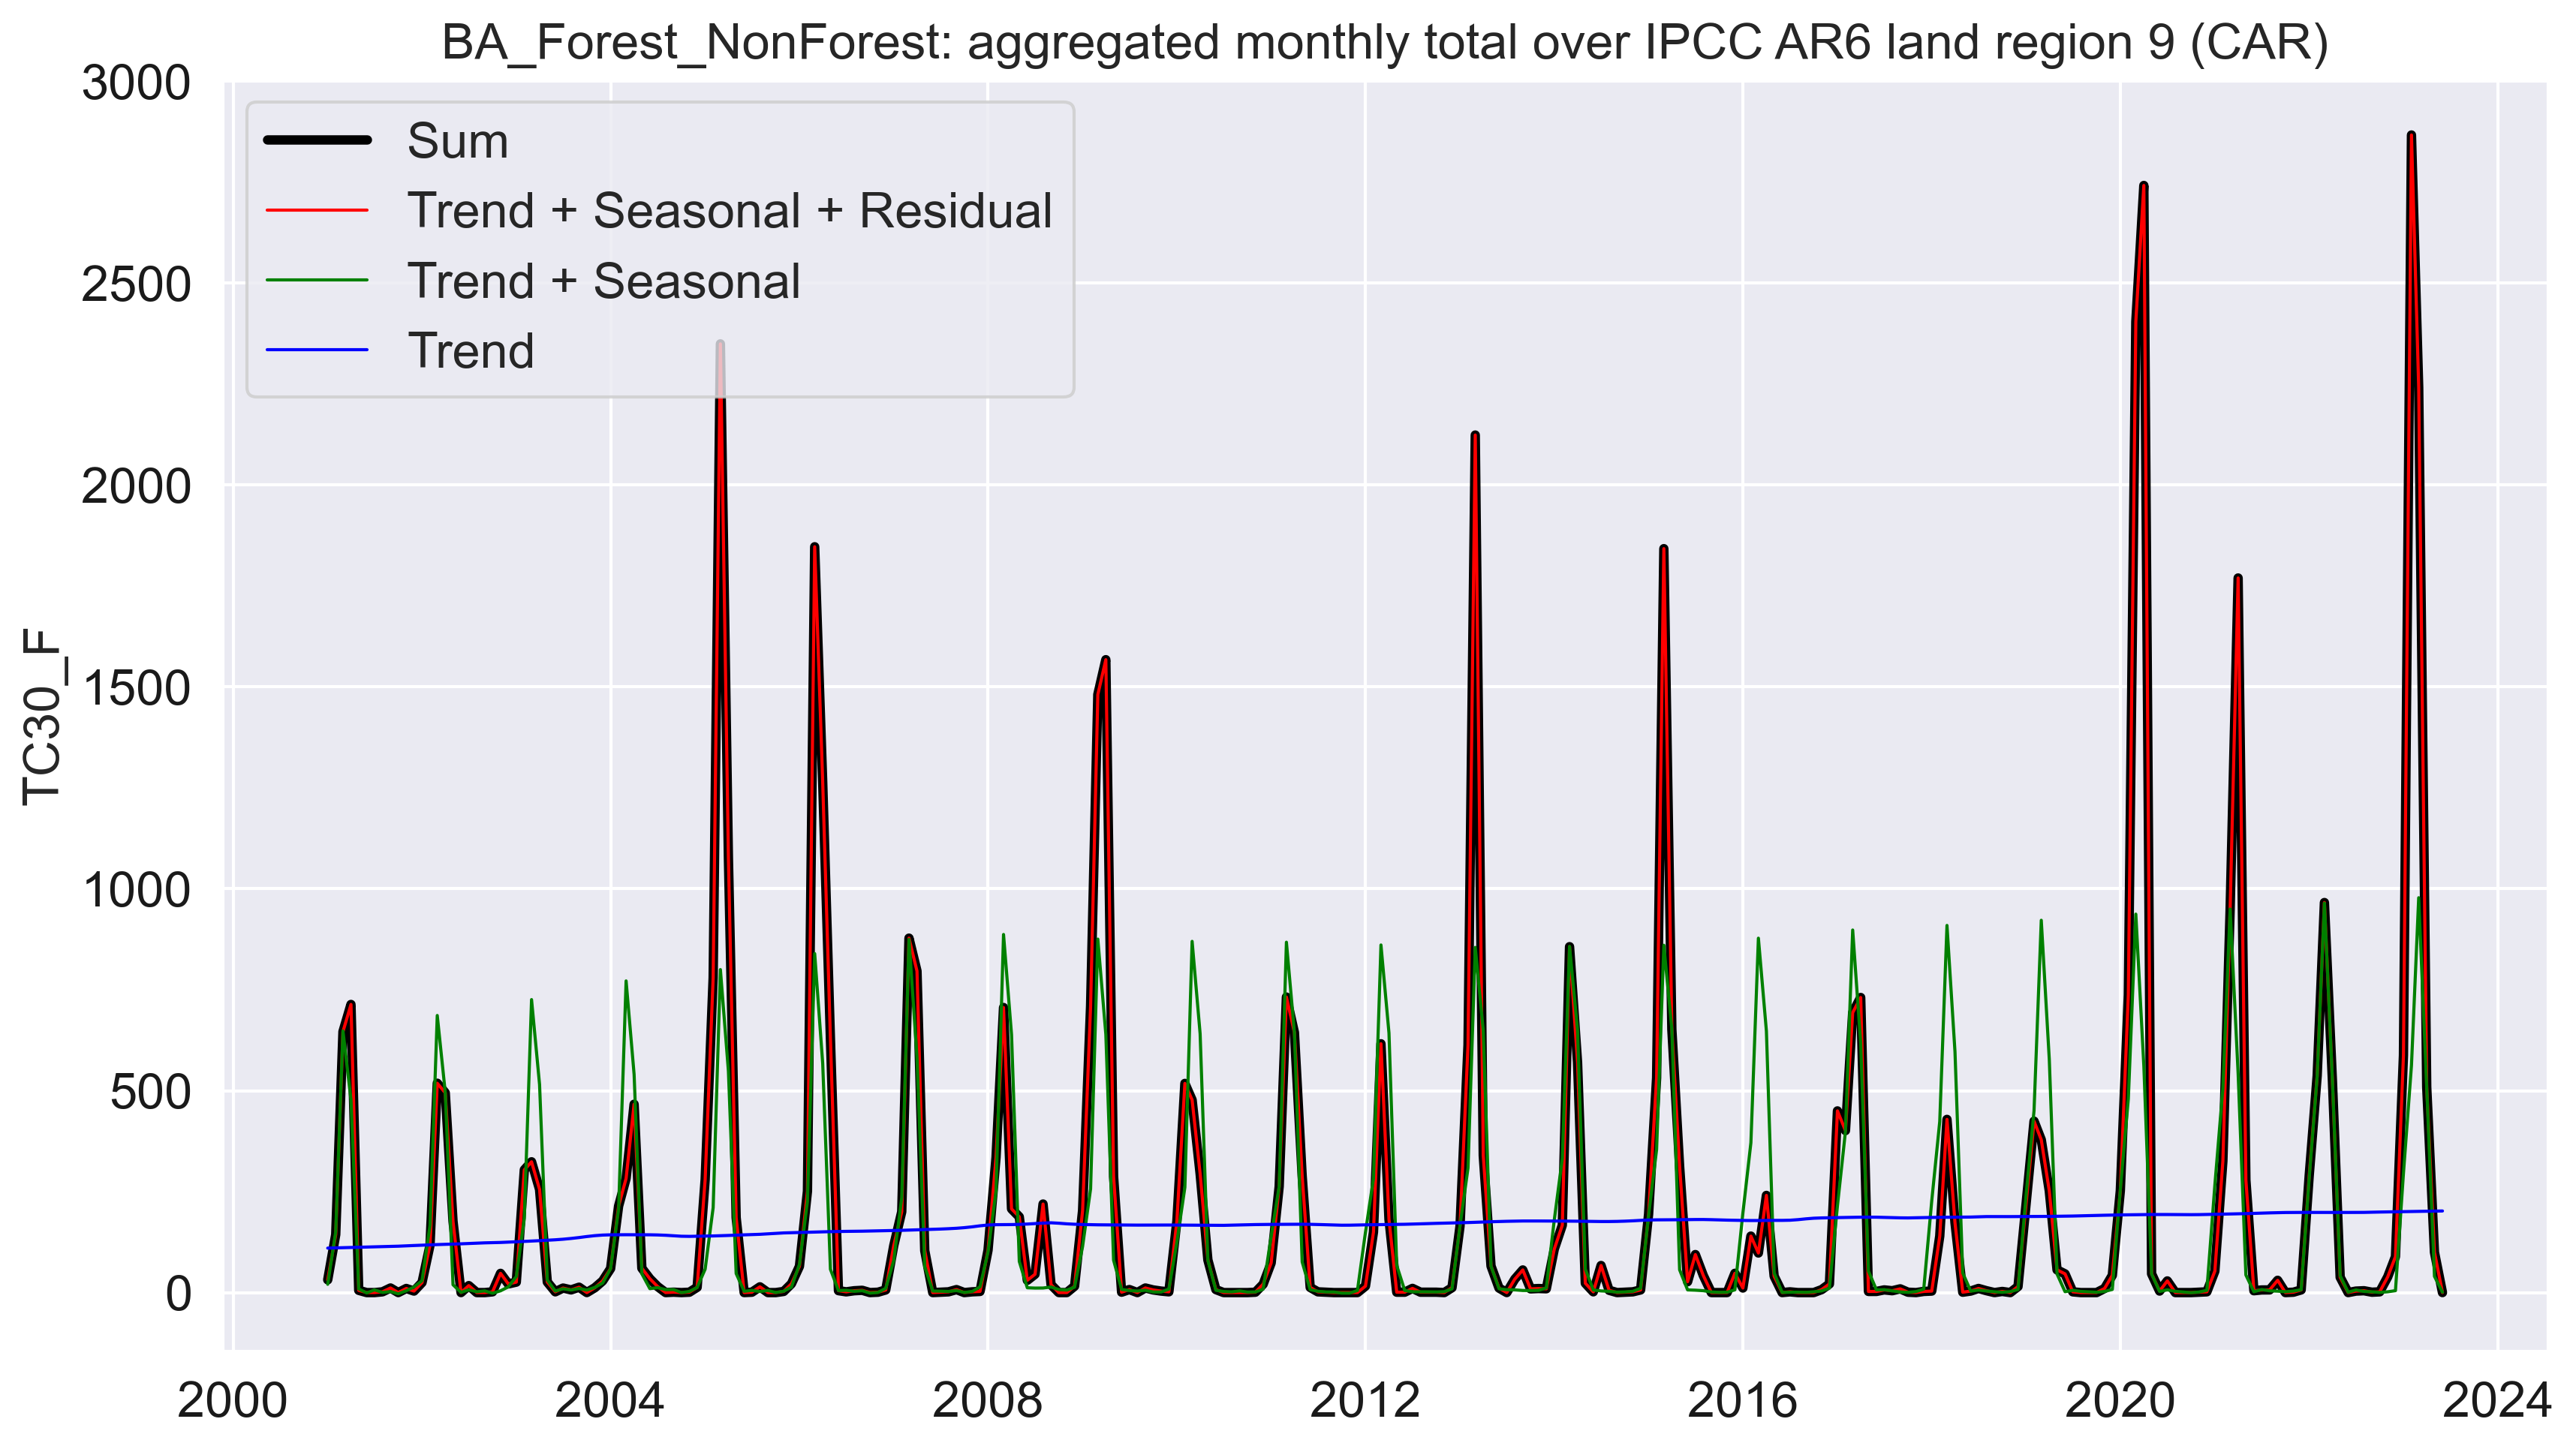 BA_Forest_NonForest: aggregated monthly total over IPCC AR6 land region 9 (CAR)
3000
2500
2000
1500
1000
500
0
TC30_F
Sum
Trend + Seasonal + Residual
Trend + Seasonal
Trend
2000
2004
2008
2012
2016
2020
2024